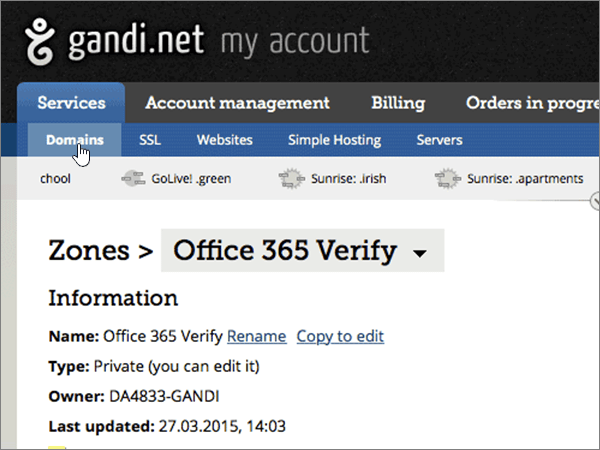 gandi.net my account
Services Account management Billing Orders in progre
Domains SSL Websites Simple Hosting Servers
chool GoLive! .green Sunrise: .irish Sunrise: .apartments
Zones > Office 365 Verify
Information
Name: Office 365 Verify Rename Copy to edit
Type: Private (you can edit it)
Owner: DA4833-GANDI
Last updated: 27.03.2015, 14:03